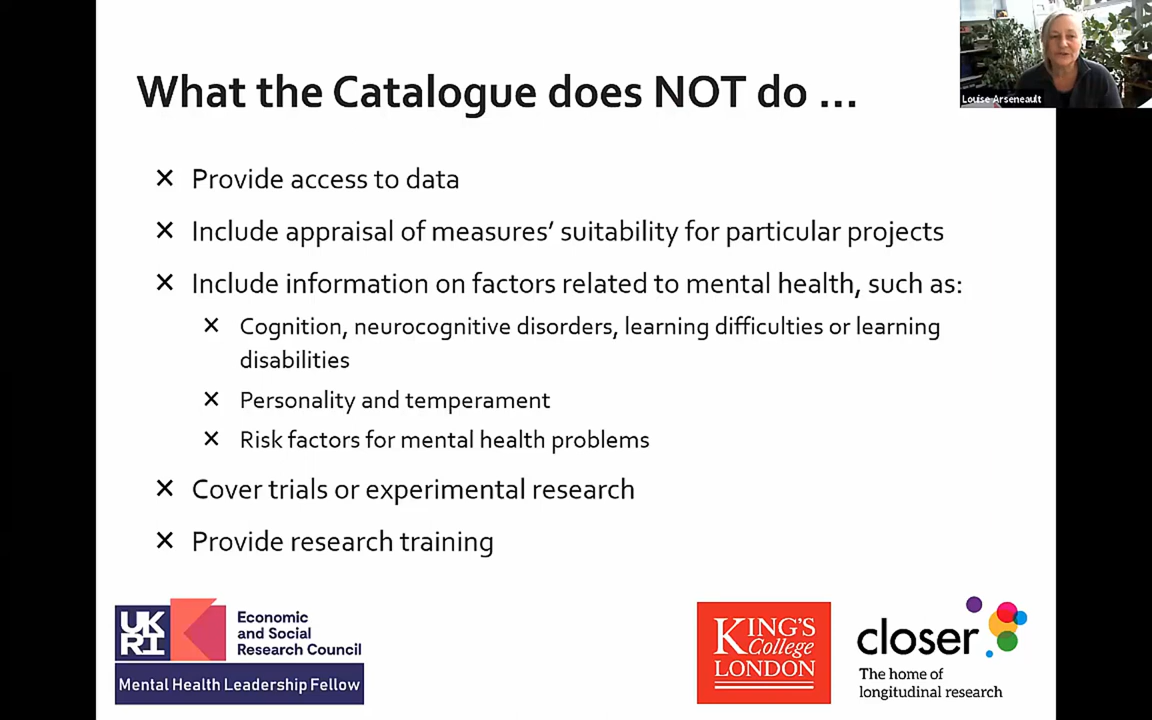 What the Catalogue does NOT do ...
Louise Arseneault
× Provide access to data
× Include appraisal of measures' suitability for particular projects
× Include information on factors related to mental health, such as:
× Cognition, neurocognitive disorders, learning difficulties or learning
disabilities
× Personality and temperament
× Risk factors for mental health problems
× Cover trials or experimental research
× Provide research training
UK
RI
Economic
and Social
Research Council
Mental Health Leadership Fellow
KING'S
College
LONDON
closer
The home of
longitudinal research